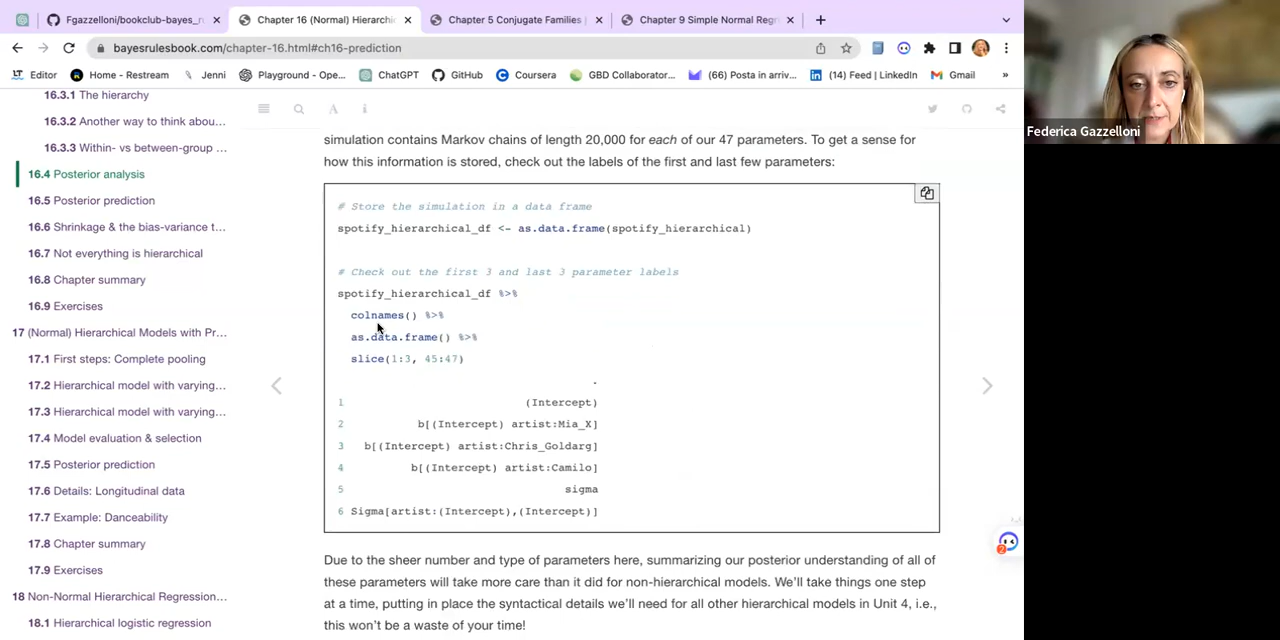 Fgazzelloni/bookclub-bayes_ru
Chapter 16 (Normal) Hierarchic
Chapter 5 Conjugate Families |
Chapter 9 Simple Normal Regr
bayesrulesbook.com/chapter-16.html#ch16-prediction
LT Editor
Home - Restream
Jenni
Playground - Ope...
ChatGPT
GitHub
Coursera
GBD Collaborator...
(66) Posta in arriv...
(14) Feed | LinkedIn
Gmail
»
Federica Gazzelloni
16.3.1 The hierarchy
16.3.2 Another way to think abou...
16.3.3 Within- vs between-group ...
16.4 Posterior analysis
16.5 Posterior prediction
16.6 Shrinkage & the bias-variance t...
16.7 Not everything is hierarchical
16.8 Chapter summary
16.9 Exercises
17 (Normal) Hierarchical Models with Pr...
17.1 First steps: Complete pooling
17.2 Hierarchical model with varying...
17.3 Hierarchical model with varying...
17.4 Model evaluation & selection
17.5 Posterior prediction
17.6 Details: Longitudinal data
17.7 Example: Danceability
17.8 Chapter summary
17.9 Exercises
18 Non-Normal Hierarchical Regression...
18.1 Hierarchical logistic regression
simulation contains Markov chains of length 20,000 for each of our 47 parameters. To get a sense for
how this information is stored, check out the labels of the first and last few parameters:
# Store the simulation in a data frame
spotify_hierarchical_df <- as.data.frame(spotify_hierarchical)
# Check out the first 3 and last 3 parameter labels
spotify_hierarchical_df %>%
colnames() %>%
as.data.frame() %>%
slice(1:3, 45:47)
.
1 (Intercept)
2 b[(Intercept) artist:Mia_X]
3 b[(Intercept) artist:Chris_Goldarg]
4 b[(Intercept) artist:Camilo]
5 sigma
6 Sigma[artist:(Intercept),(Intercept)]
Due to the sheer number and type of parameters here, summarizing our posterior understanding of all of
these parameters will take more care than it did for non-hierarchical models. We'll take things one step
at a time, putting in place the syntactical details we'll need for all other hierarchical models in Unit 4, i.e.,
this won't be a waste of your time!
2